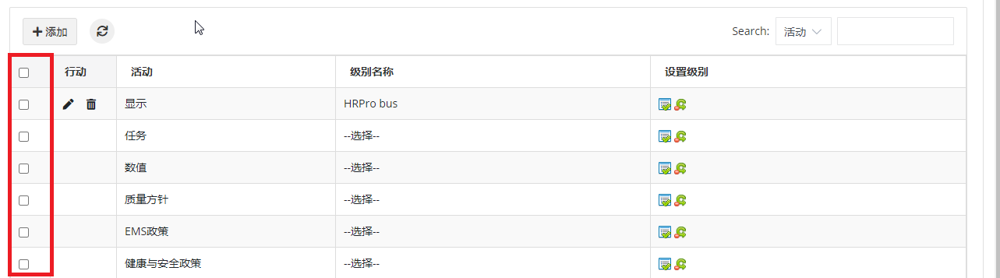 添加
Search: 活动
行动 活动 级别名称 设置级别
显示 HRPro bus
任务 --选择--
数值 --选择--
质量方针 --选择--
EMS政策 --选择--
健康与安全政策 --选择--